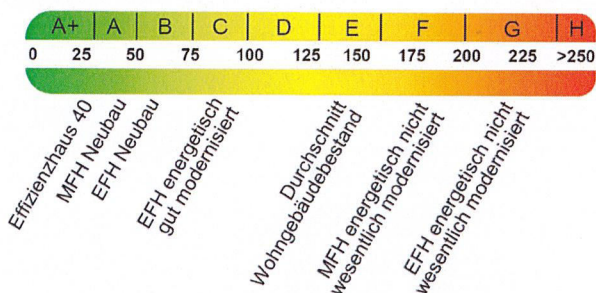 A+ A B C D E F G H
0 25 50 75 100 125 150 175 200 225 >250
Effizienzhaus 40
MFH Neubau
EFH Neubau
EFH energetisch
gut modernisiert
Durchschnitt
Wohngebäudebestand
MFH energetisch nicht
wesentlich modernisiert
EFH energetisch nicht
wesentlich modernisiert